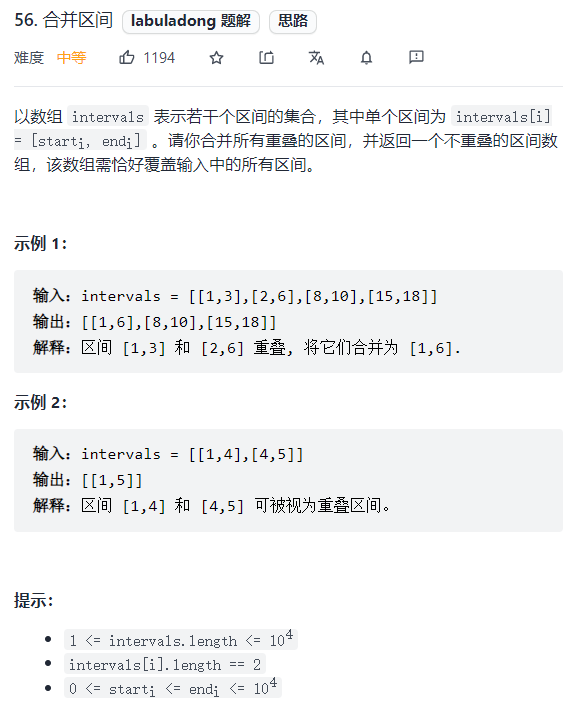 56. 合并区间 labuladong 题解 思路
难度 中等 1194
以数组 intervals 表示若干个区间的集合，其中单个区间为 intervals[i]
= [starti, endi] 。请你合并所有重叠的区间，并返回一个不重叠的区间数
组，该数组需恰好覆盖输入中的所有区间。
示例 1：
输入：intervals = [[1,3],[2,6],[8,10],[15,18]]
输出：[[1,6],[8,10],[15,18]]
解释：区间 [1,3] 和 [2,6] 重叠, 将它们合并为 [1,6].
示例 2：
输入：intervals = [[1,4],[4,5]]
输出：[[1,5]]
解释：区间 [1,4] 和 [4,5] 可被视为重叠区间。
提示：
• 1 <= intervals.length <= 10⁴
• intervals[i].length == 2
• 0 <= starti <= endi <= 10⁴